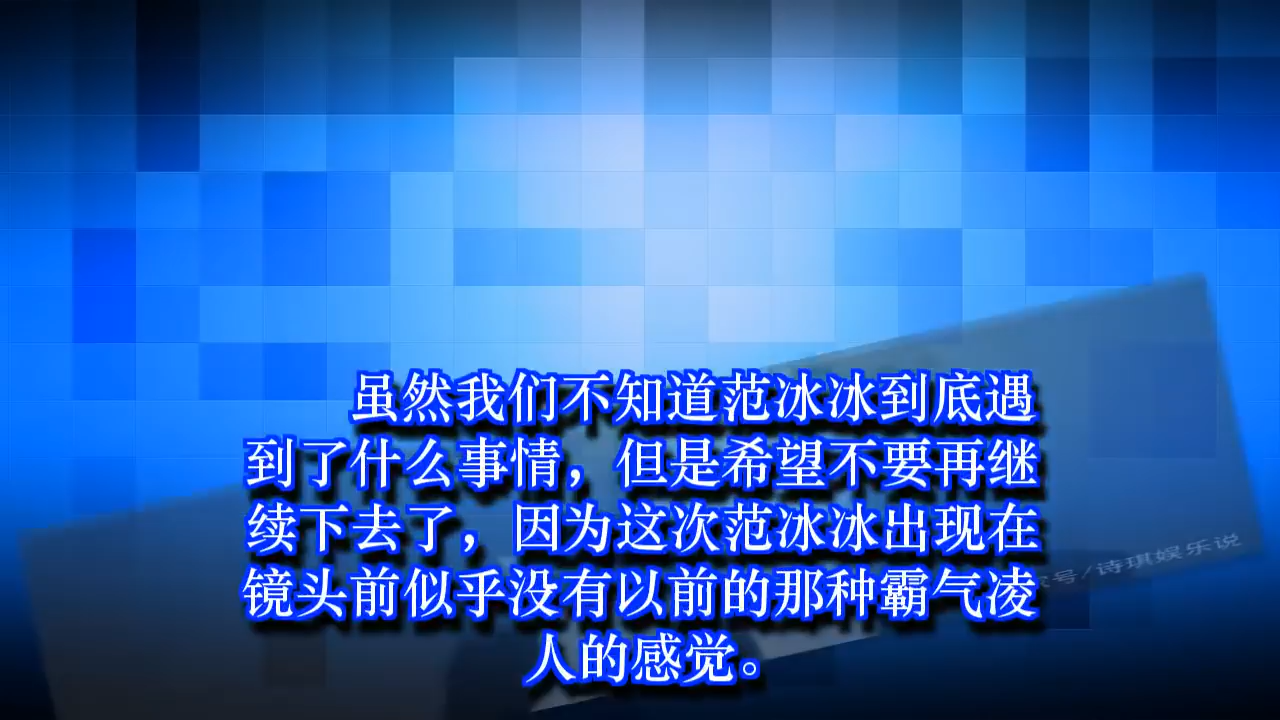 虽然我们不知道范冰冰到底遇
到了什么事情，但是希望不要再继
续下去了，因为这次范冰冰出现在
镜头前似乎没有以前的那种霸气凌
人的感觉。
号/诗琪娱乐说